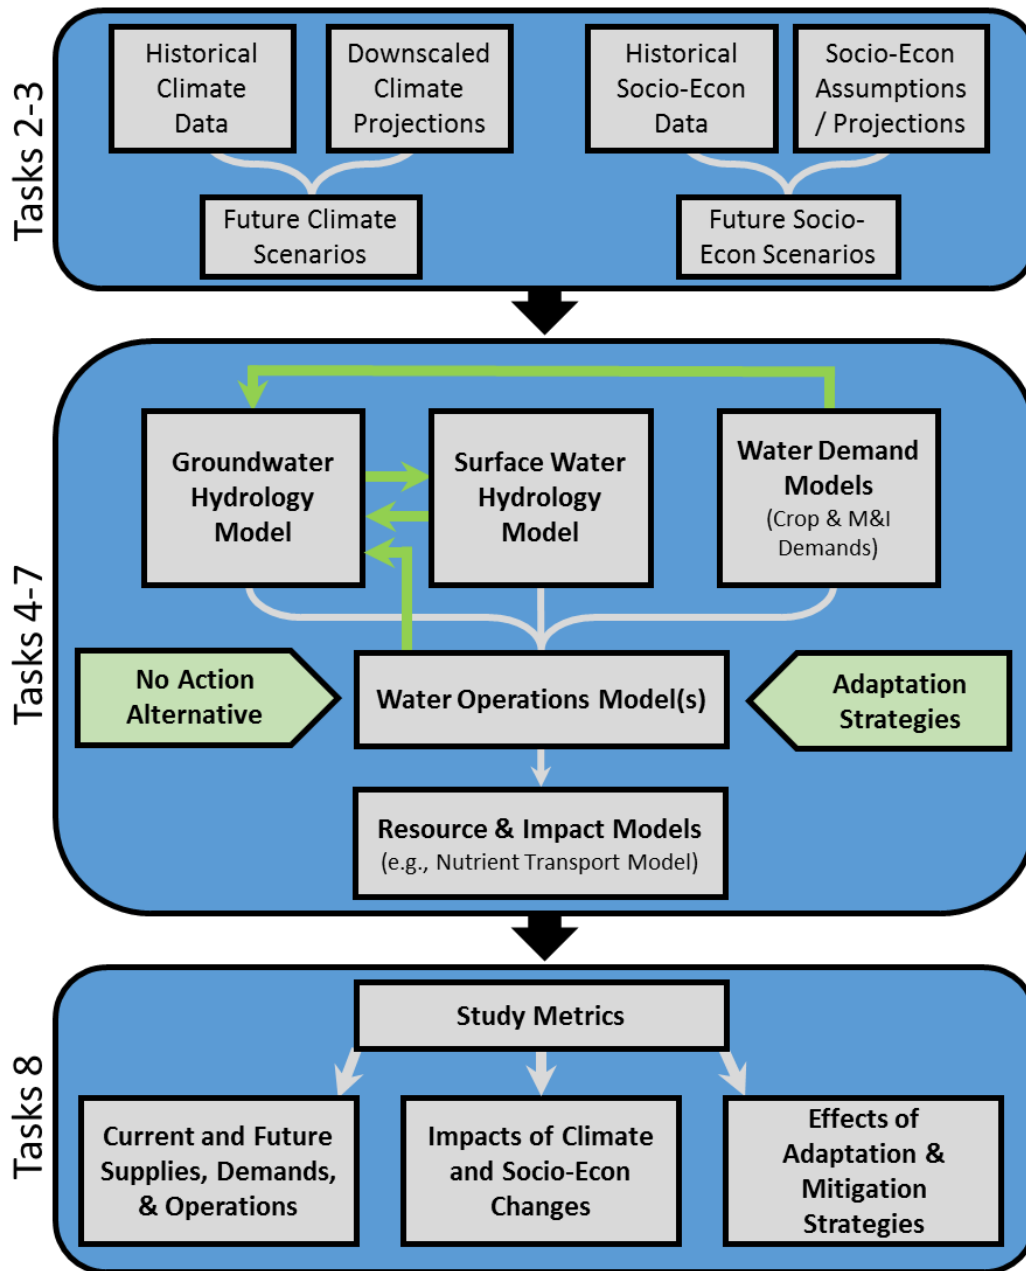 Tasks 2-3
Historical
Climate
Data
Downscaled
Climate
Projections
Historical
Socio-Econ
Data
Socio-Econ
Assumptions
/ Projections
Future Climate
Scenarios
Future Socio-
Econ Scenarios
Tasks 4-7
Groundwater
Hydrology
Model
Surface Water
Hydrology
Model
Water Demand
Models
(Crop & M&I
Demands)
No Action
Alternative
Water Operations Model(s)
Adaptation
Strategies
Resource & Impact Models
(e.g., Nutrient Transport Model)
Tasks 8
Study Metrics
Current and Future
Supplies, Demands,
& Operations
Impacts of Climate
and Socio-Econ
Changes
Effects of
Adaptation &
Mitigation
Strategies